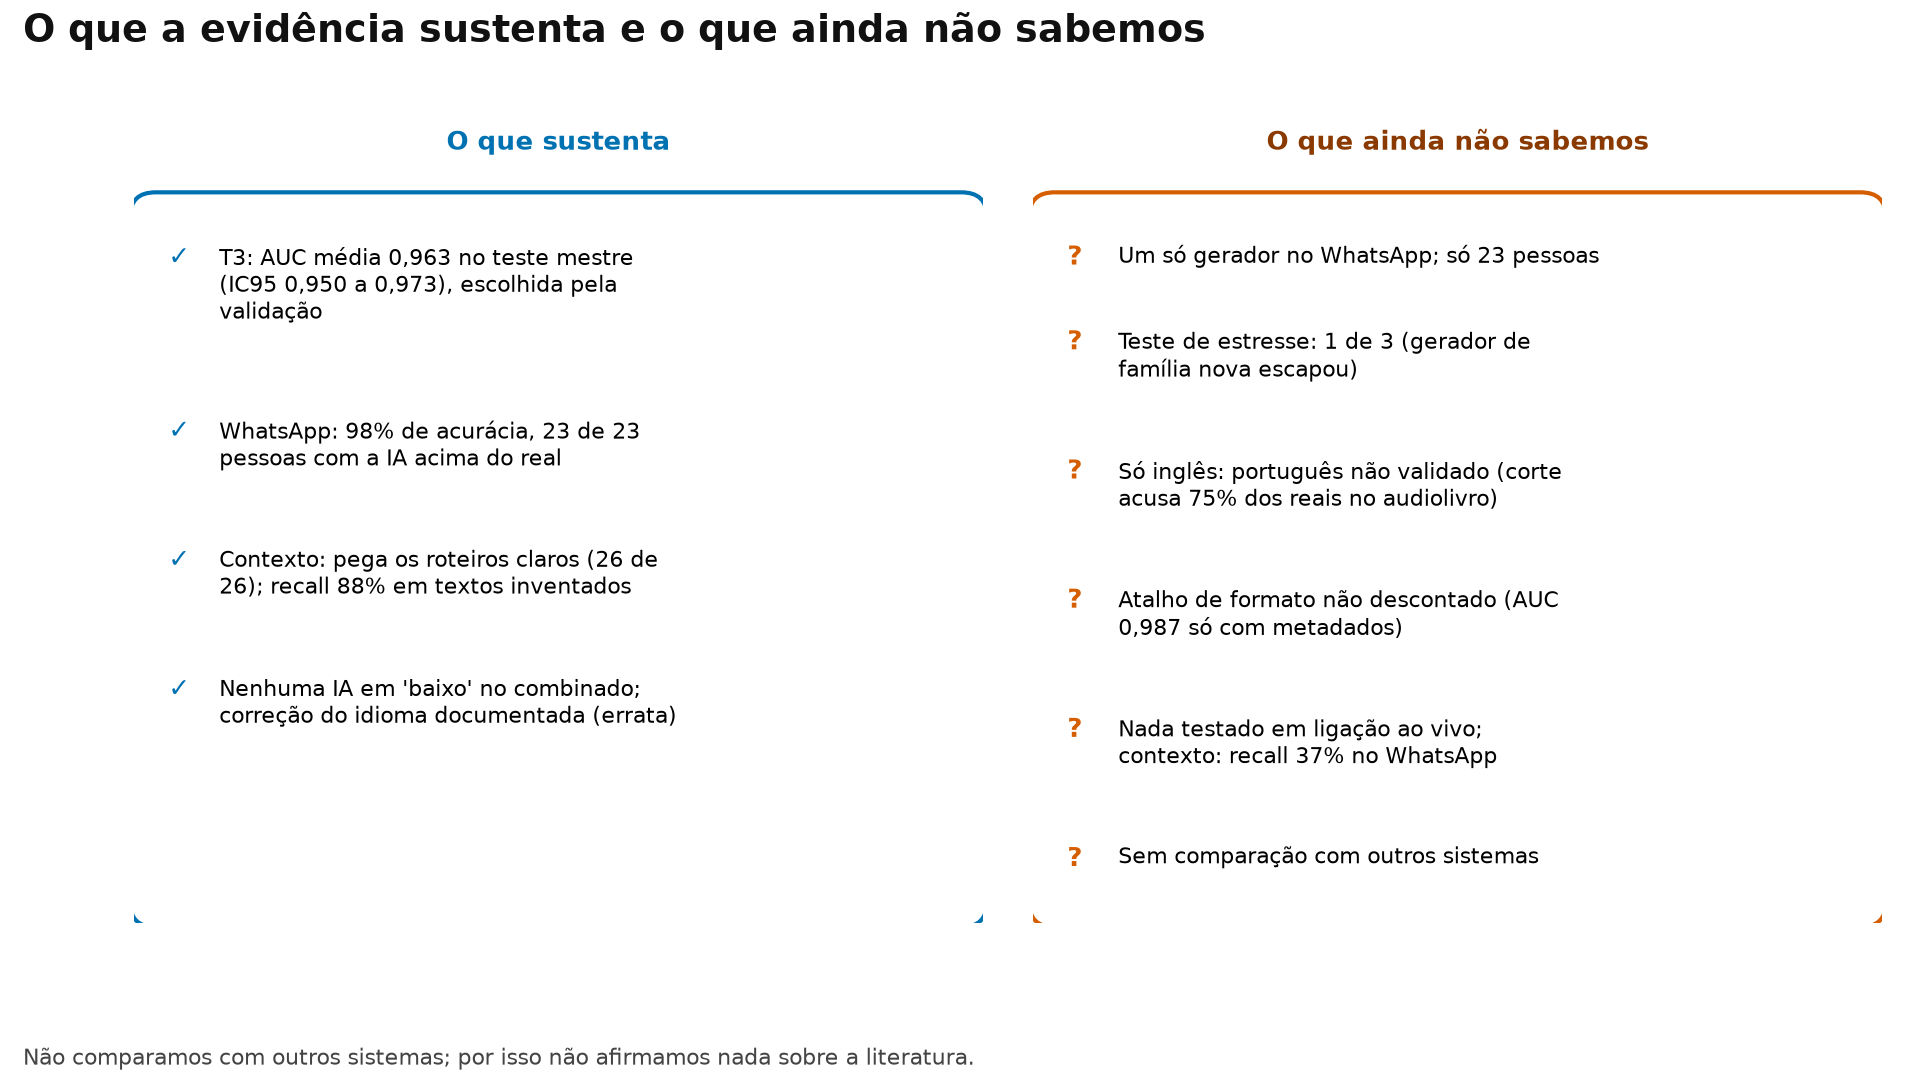 O que a evidência sustenta e o que ainda não sabemos
O que sustenta
✓ T3: AUC média 0,963 no teste mestre
(IC95 0,950 a 0,973), escolhida pela
validação
✓ WhatsApp: 98% de acurácia, 23 de 23
pessoas com a IA acima do real
✓ Contexto: pega os roteiros claros (26 de
26); recall 88% em textos inventados
✓ Nenhuma IA em 'baixo' no combinado;
correção do idioma documentada (errata)
O que ainda não sabemos
? Um só gerador no WhatsApp; só 23 pessoas
? Teste de estresse: 1 de 3 (gerador de
família nova escapou)
? Só inglês: português não validado (corte
acusa 75% dos reais no audiolivro)
? Atalho de formato não descontado (AUC
0,987 só com metadados)
? Nada testado em ligação ao vivo;
contexto: recall 37% no WhatsApp
? Sem comparação com outros sistemas
Não comparamos com outros sistemas; por isso não afirmamos nada sobre a literatura.